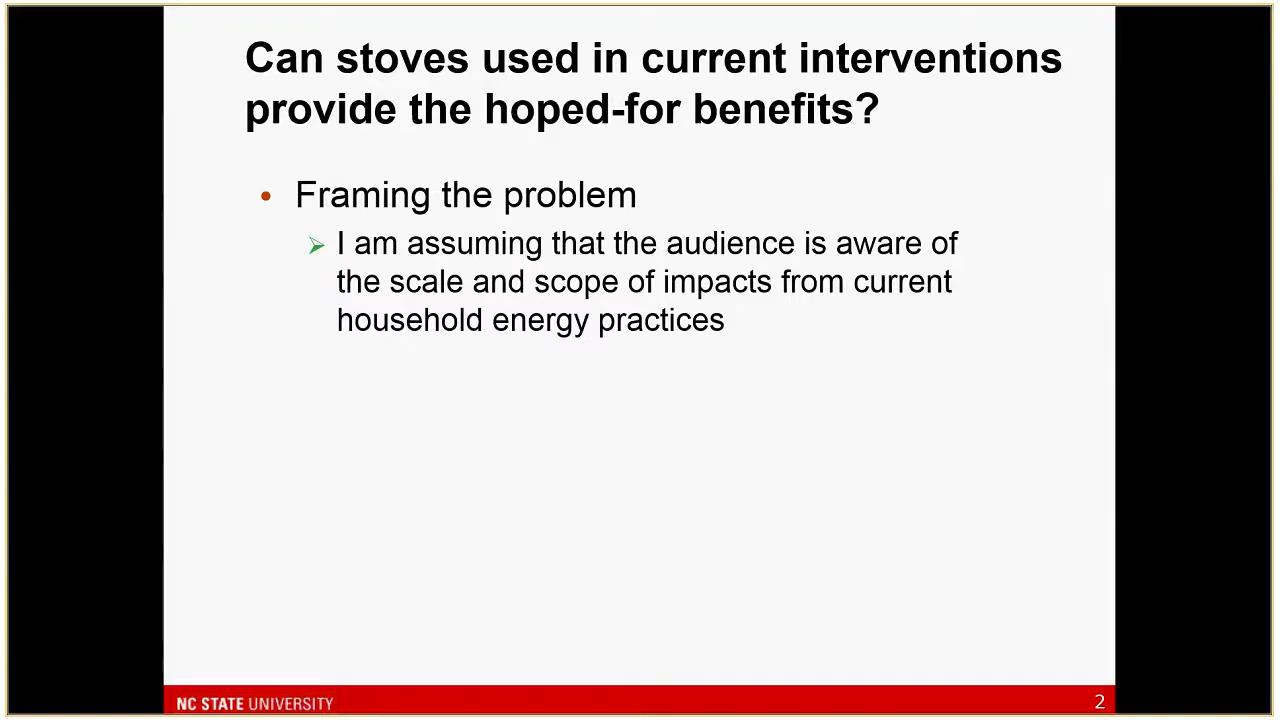 Can stoves used in current interventions
provide the hoped-for benefits?
• Framing the problem
➢ I am assuming that the audience is aware of
the scale and scope of impacts from current
household energy practices
NC STATE UNIVERSITY
2